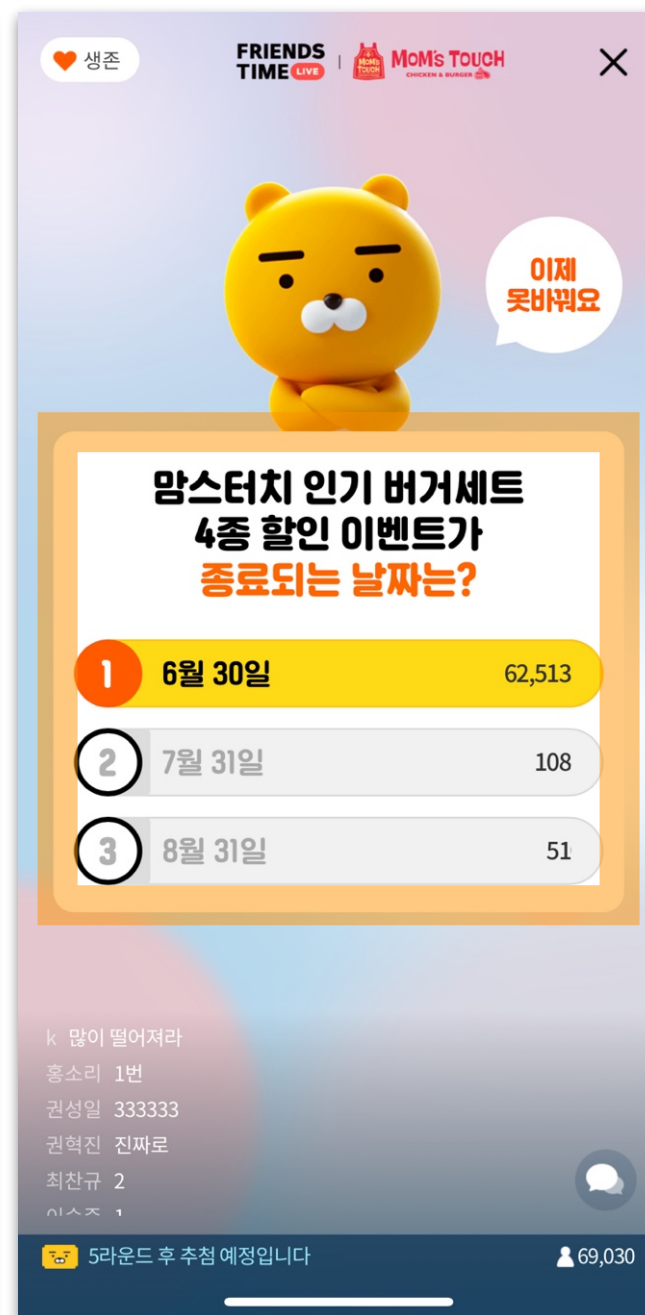 생존
FRIENDS
TIME LIVE
MOM'S TOUCH
MOM'S TOUCH
CHICKEN & BURGER
이제
못바꿔요
맘스터치 인기 버거세트
4종 할인 이벤트가
종료되는 날짜는?
1 6월 30일 62,513
2 7월 31일 108
3 8월 31일 51
k 많이 떨어져라
홍소리 1번
권성일 333333
권혁진 진짜로
최찬규 2
1
5라운드 후 추첨 예정입니다 69,030